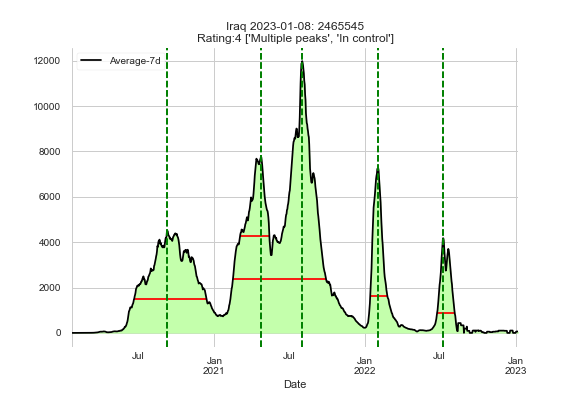 Iraq 2023-01-08: 2465545
Rating:4 ['Multiple peaks', 'In control']
Average-7d
12000
10000
8000
6000
4000
2000
0
Jul
Jan
2021
Jul
Jan
2022
Jul
Jan
2023
Date